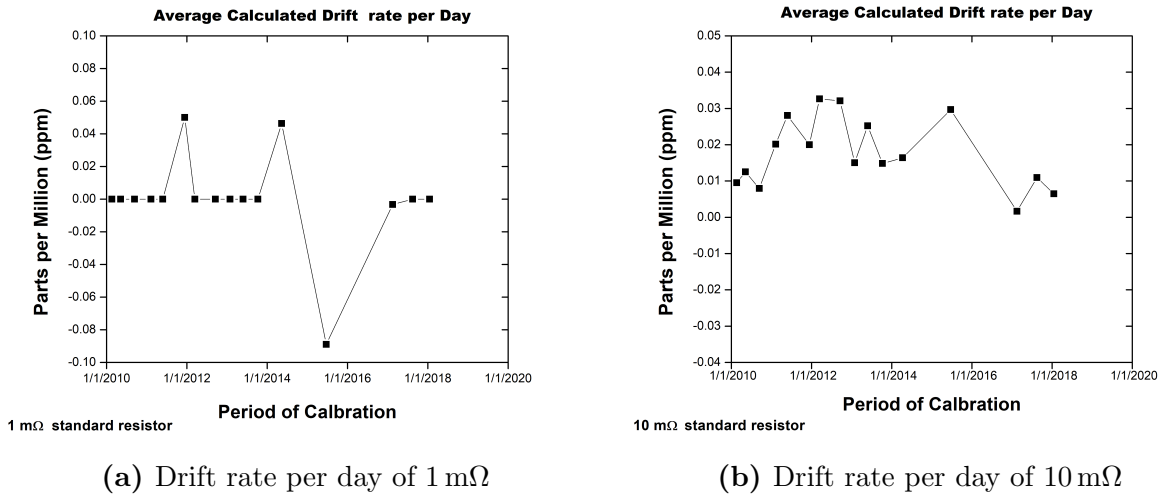 Average Calculated Drift  rate per Day
Parts per Million (ppm)
0.10
0.08
0.06
0.04
0.02
0.00
-0.02
-0.04
-0.06
-0.08
-0.10
1/1/2010 1/1/2012 1/1/2014 1/1/2016 1/1/2018 1/1/2020
Period of Calbration
1 mΩ standard resistor
(a) Drift rate per day of 1 mΩ
Average Calculated Drift rate per Day
Parts per Million (ppm)
0.05
0.04
0.03
0.02
0.01
0.00
-0.01
-0.02
-0.03
-0.04
1/1/2010 1/1/2012 1/1/2014 1/1/2016 1/1/2018 1/1/2020
Period of Calbration
10 mΩ standard resistor
(b) Drift rate per day of 10 mΩ